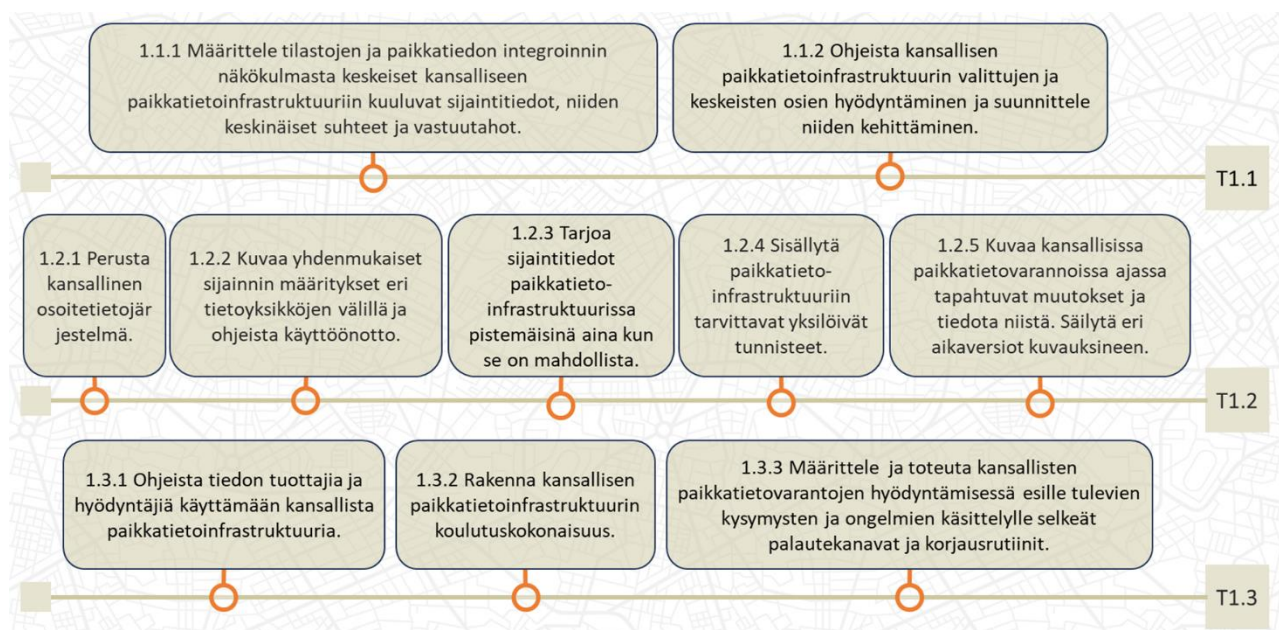 1.1.1 Määrittele tilastojen ja paikkatiedon integroinnin
näkökulmasta keskeiset kansalliseen
paikkatietoinfrastruktuuriin kuuluvat sijaintitiedot, niiden
keskinäiset suhteet ja vastuutahot.
1.1.2 Ohjeista kansallisen
paikkatietoinfrastruktuurin valittujen ja
keskeisten osien hyödyntäminen ja suunnittele
niiden kehittäminen.
T1.1
1.2.1 Perusta
kansallinen
osoitetietojär
jestelmä.
1.2.2 Kuvaa yhdenmukaiset
sijainnin määritykset eri
tietoyksikköjen välillä ja
ohjeista käyttöönotto.
1.2.3 Tarjoa
sijaintitiedot
paikkatieto-
infrastruktuurissa
pistemäisinä aina kun
se on mahdollista.
1.2.4 Sisällytä
paikkatieto-
infrastruktuuriin
tarvittavat yksilöivät
tunnisteet.
1.2.5 Kuvaa kansallisissa
paikkatietovarannoissa ajassa
tapahtuvat muutokset ja
tiedota niistä. Säilytä eri
aikaversiot kuvauksineen.
T1.2
1.3.1 Ohjeista tiedon tuottajia ja
hyödyntäjiä käyttämään kansallista
paikkatietoinfrastruktuuria.
1.3.2 Rakenna kansallisen
paikkatietoinfrastruktuurin
koulutuskokonaisuus.
1.3.3 Määrittele ja toteuta kansallisten
paikkatietovarantojen hyödyntämisessä esille tulevien
kysymysten ja ongelmien käsittelylle selkeät
palautekanavat ja korjausrutiinit.
T1.3